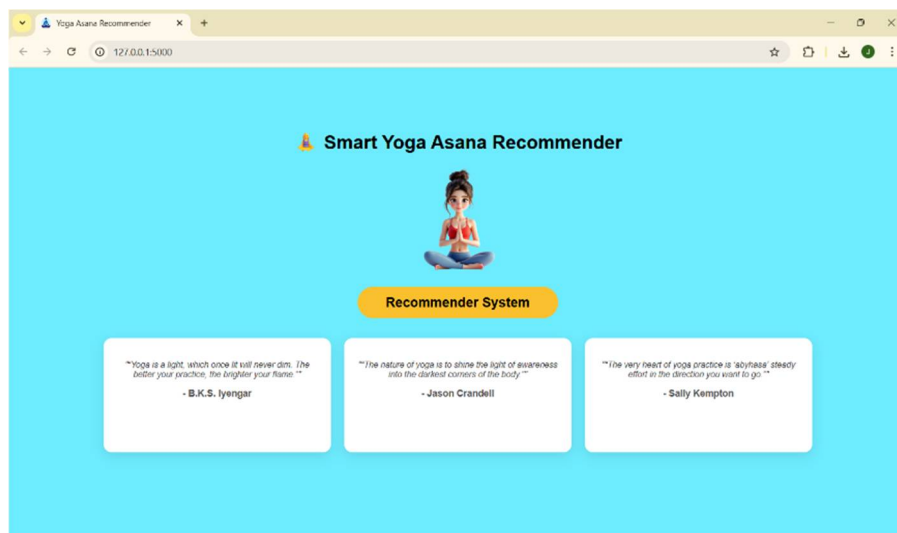 Yoga Asana Recommender
127.0.0.1:5000
J
Smart Yoga Asana Recommender
Recommender System
""Yoga is a light, which once lit will never dim. The
better your practice, the brighter your flame.""
- B.K.S. Iyengar
""The nature of yoga is to shine the light of awareness
into the darkest corners of the body.""
- Jason Crandell
""The very heart of yoga practice is 'abyhasa' steady
effort in the direction you want to go.""
- Sally Kempton